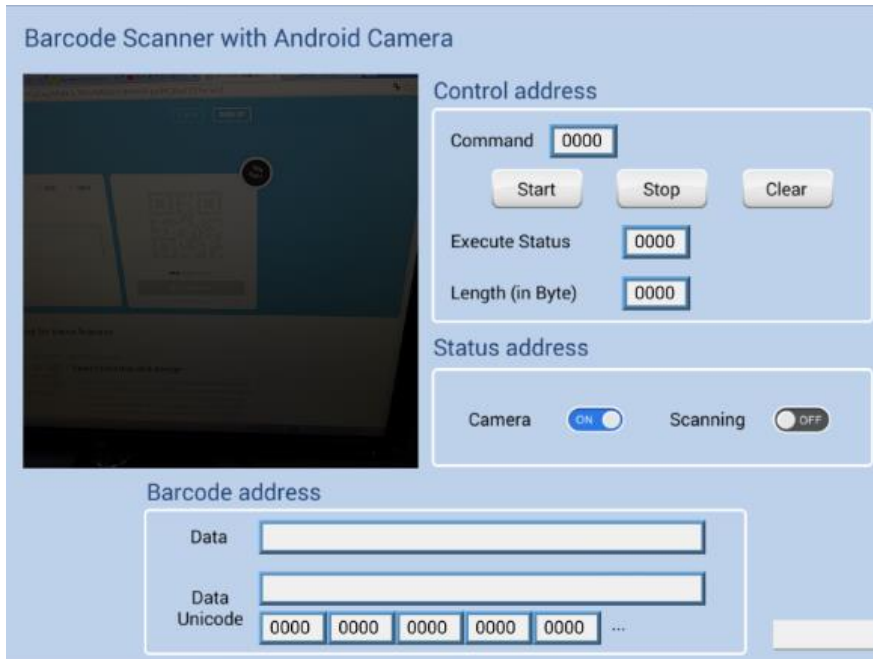 Barcode Scanner with Android Camera
Control address
Command 0000
Start Stop Clear
Execute Status 0000
Length (in Byte) 0000
Status address
Camera ON Scanning OFF
Barcode address
Data
Data
Unicode
0000 0000 0000 0000 0000 ...